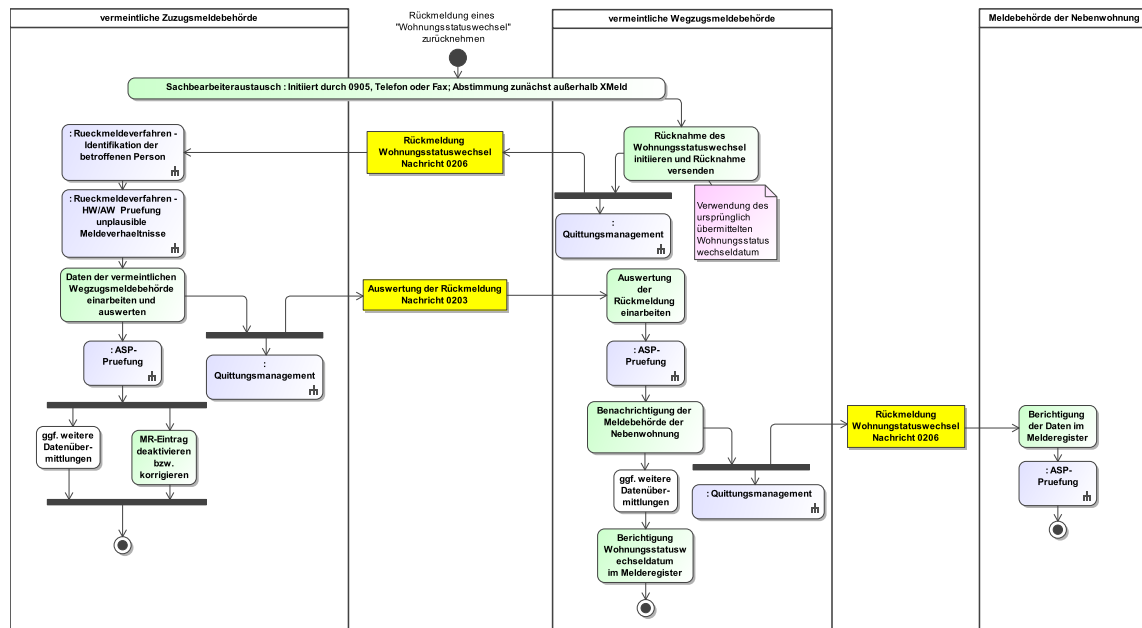 vermeintliche Zuzugsmeldebehörde
Rückmeldung eines
"Wohnungsstatuswechsel"
zurücknehmen
vermeintliche Wegzugsmeldebehörde
Meldebehörde der Nebenwohnung
Sachbearbeiteraustausch : Initiiert durch 0905, Telefon oder Fax; Abstimmung zunächst außerhalb XMeld
: Rueckmeldeverfahren -
Identifikation der
betroffenen Person
Rückmeldung
Wohnungsstatuswechsel
Nachricht 0206
Rücknahme des
Wohnungsstatuswechsel
initiieren und Rücknahme
versenden
: Rueckmeldeverfahren -
HW/AW Pruefung
unplausible
Meldeverhaeltnisse
:
Quittungsmanagement
Verwendung des
ursprünglich
übermittelten
Wohnungsstatus
wechseldatum
Daten der vermeintlichen
Wegzugsmeldebehörde
einarbeiten und
auswerten
Auswertung der Rückmeldung
Nachricht 0203
Auswertung
der
Rückmeldung
einarbeiten
: ASP-
Pruefung
:
Quittungsmanagement
: ASP-
Pruefung
ggf. weitere
Datenüber-
mittlungen
MR-Eintrag
deaktivieren
bzw.
korrigieren
Benachrichtigung der
Meldebehörde der
Nebenwohnung
Rückmeldung
Wohnungstatuswechsel
Nachricht 0206
Berichtigung
der Daten im
Melderegister
ggf. weitere
Datenüber-
mittlungen
: Quittungsmanagement
: ASP-
Pruefung
Berichtigung
Wohnungsstatusw
echseldatum
im Melderegister